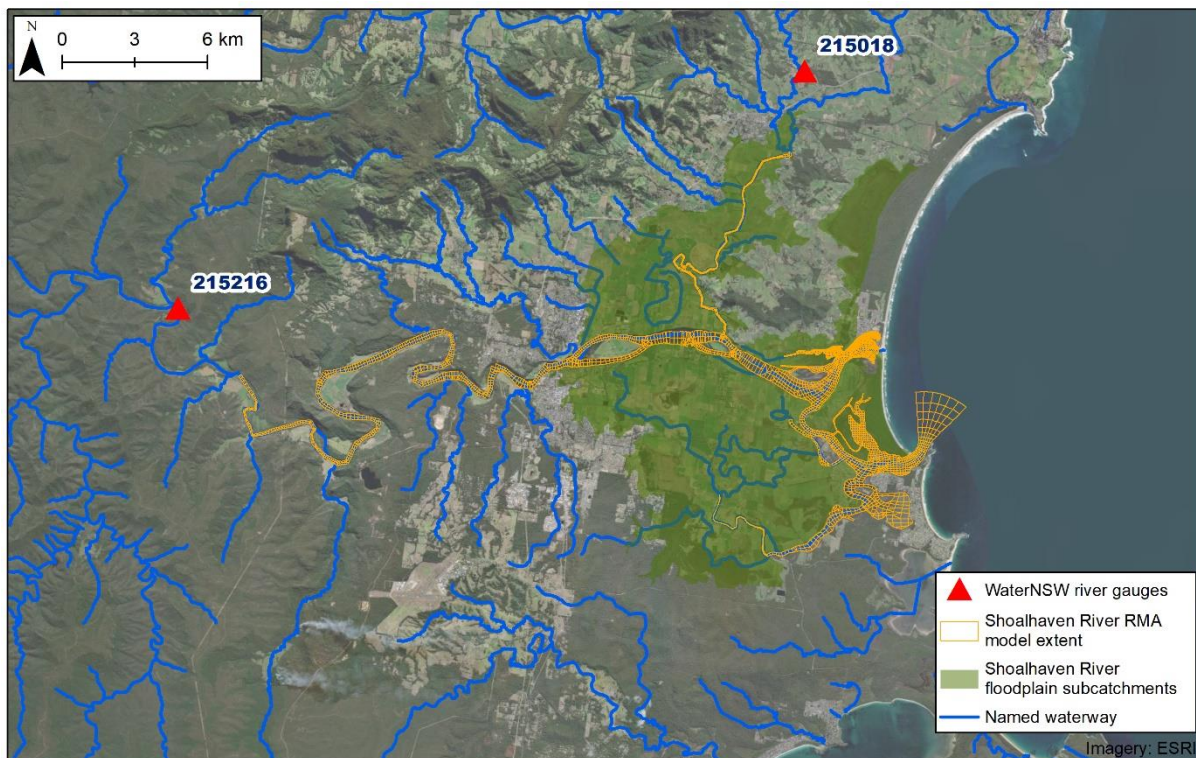 N
0 3 6 km
215018
215216
WaterNSW river gauges
Shoalhaven River RMA
model extent
Shoalhaven River
floodplain subcatchments
Named waterway
Imagery: ESRI